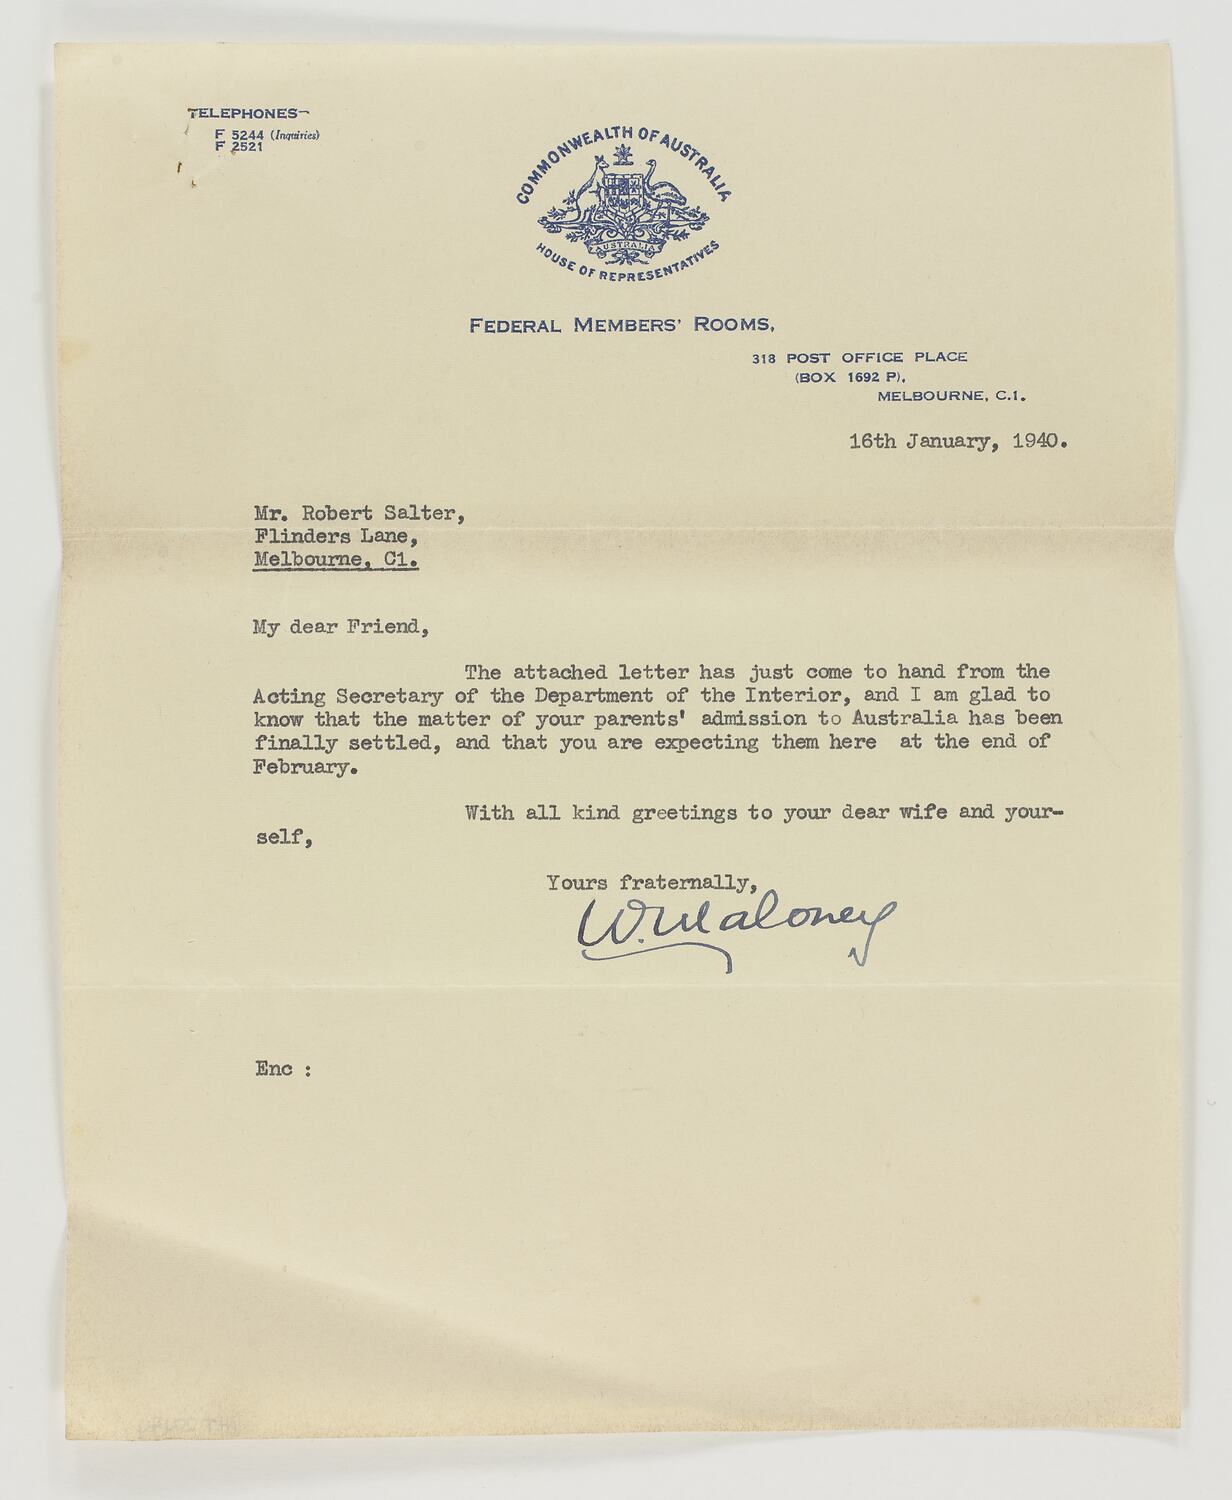 TELEPHONES—
F 5244 (Inquiries)
F 2521
COMMONWEALTH OF AUSTRALIA
AUSTRALIA
HOUSE OF REPRESENTATIVES
FEDERAL MEMBERS' ROOMS,
318 POST OFFICE PLACE
(BOX 1692 P),
MELBOURNE, C.1.
16th January, 1940.
Mr. Robert Salter,
Flinders Lane,
Melbourne, C1.
My dear Friend,
The attached letter has just come to hand from the
Acting Secretary of the Department of the Interior, and I am glad to
know that the matter of your parents' admission to Australia has been
finally settled, and that you are expecting them here at the end of
February.
With all kind greetings to your dear wife and your-
self,
Yours fraternally,
W. Maloney
Enc :